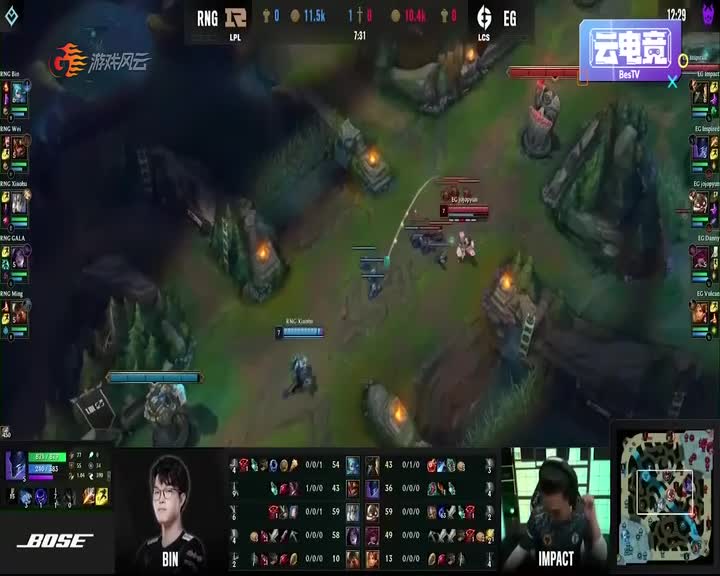 RNG
LPL
0
11.5k
1
0
10.4k
0
LCS
EG
7:31
12:29
游戏风云
云电竞
BesTV
RNG Bin
RNG Wei
RNG Xiaohu
RNG GALA
RNG Ming
EG Impact
EG Inspired
EG jojopyun
EG Danny
EG Vulcan
EG jojopyun
7
RNG Xiaohu
7
450
BOSE
BIN
IMPACT
0/0/1 54 43 0/1/0
1/0/0 43 36 0/0/0
0/0/1 59 59 0/0/0
0/0/0 58 49 0/0/0
0/0/0 10 13 0/0/0